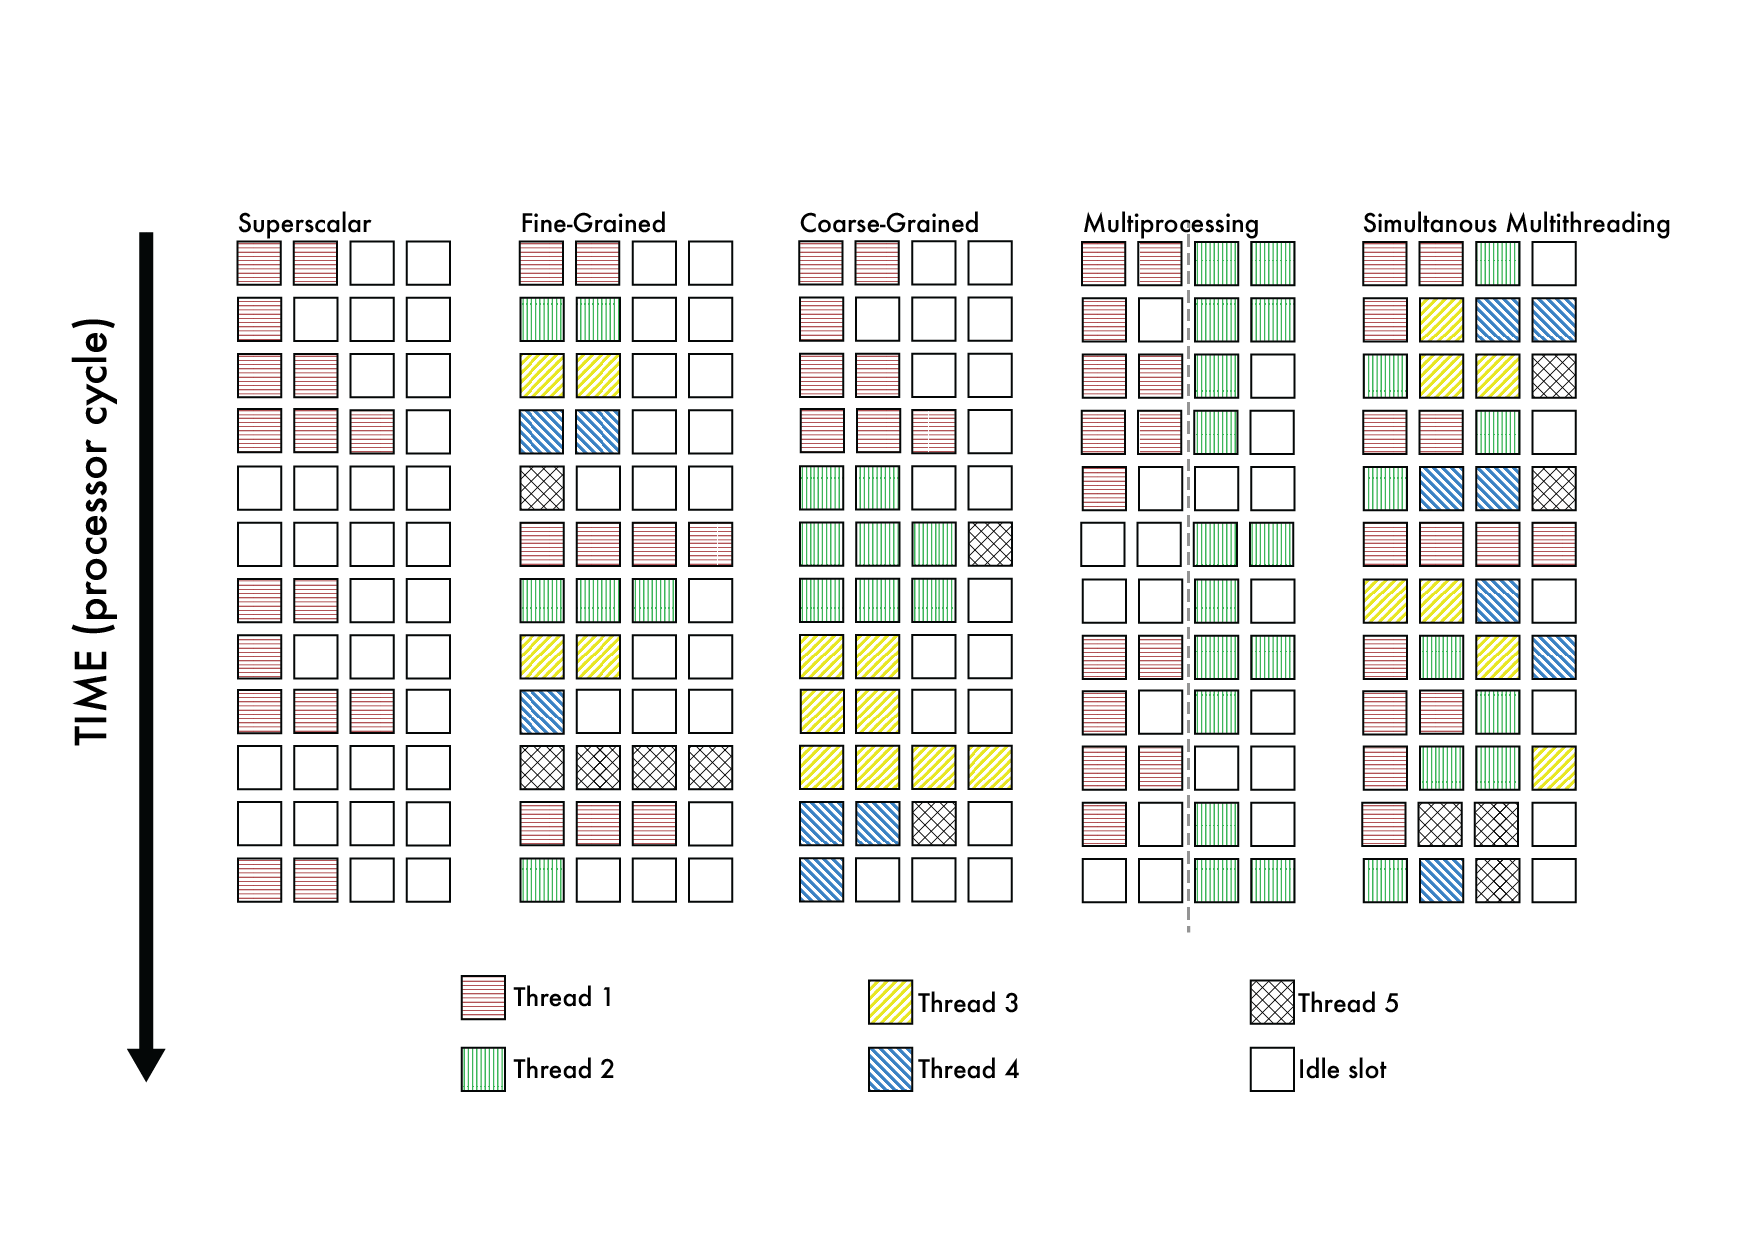 Superscalar
Fine-Grained
Coarse-Grained
Multiprocessing
Simultanous Multithreading
TIME (processor cycle)
Thread 1
Thread 3
Thread 5
Thread 2
Thread 4
Idle slot